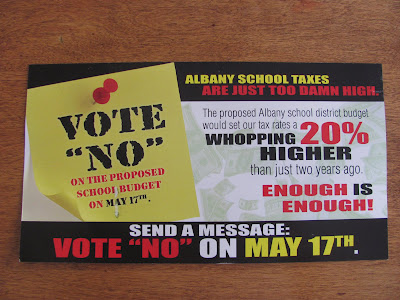 VOTE
"NO"
ON THE PROPOSED
SCHOOL BUDGET
ON MAY 17TH.
ALBANY SCHOOL TAXES
ARE JUST TOO DAMN HIGH.
The proposed Albany school district budget
would set our tax rates a 20%
WHOPPING
HIGHER
than just two years ago.
ENOUGH IS
ENOUGH!
SEND A MESSAGE:
VOTE "NO" ON MAY 17TH.